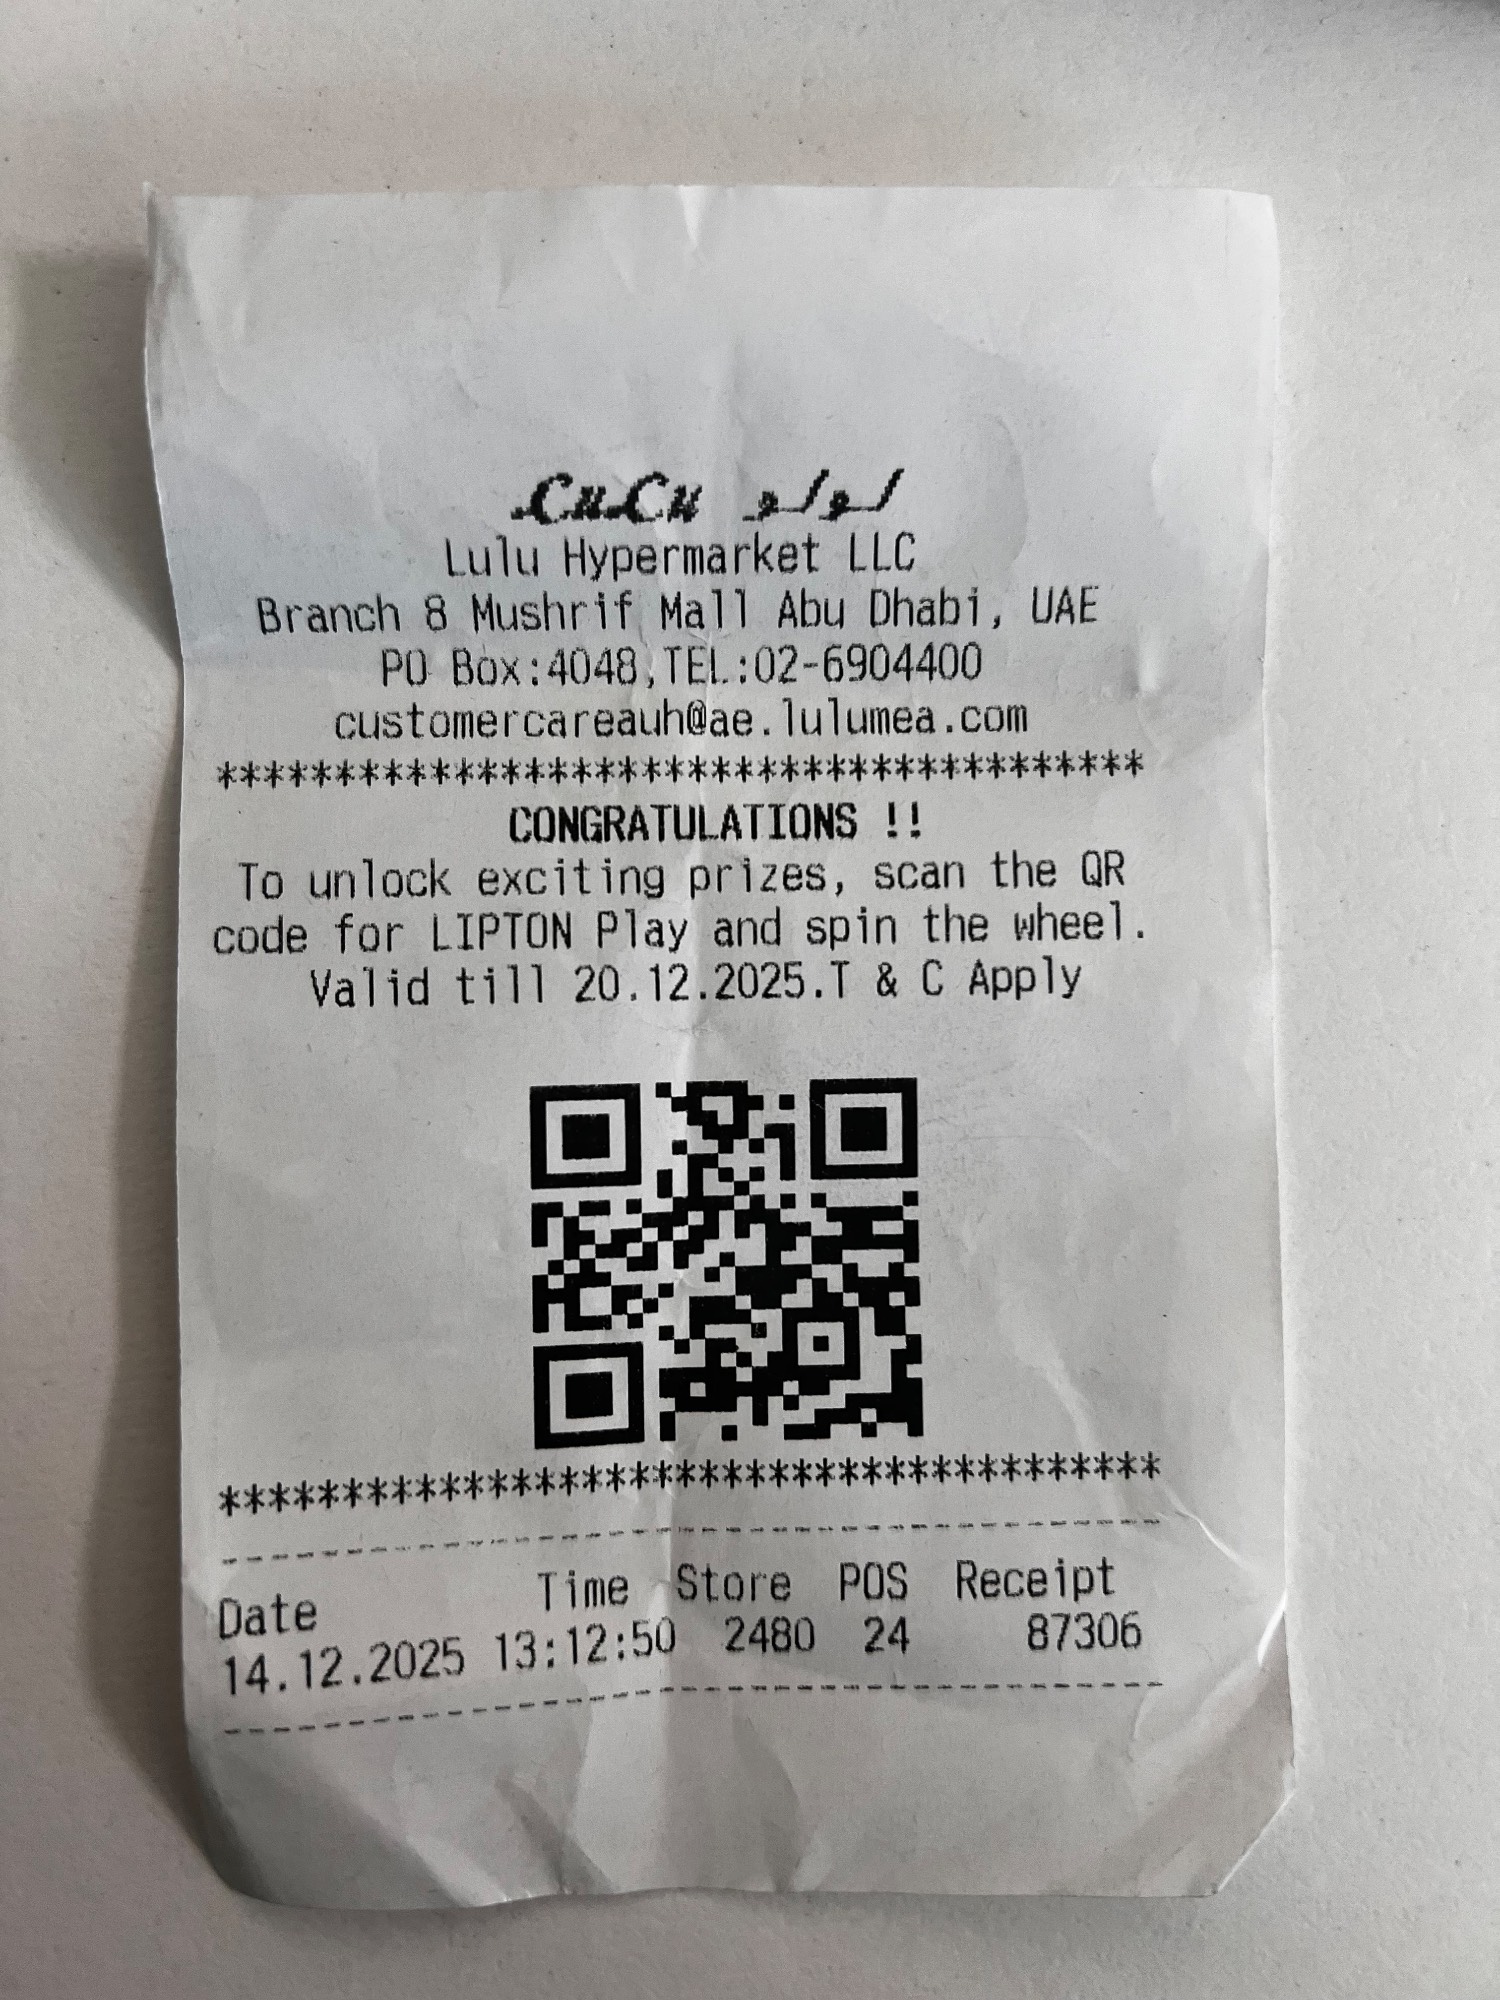 LuLu لولو
Lulu Hypermarket LLC
Branch 8 Mushrif Mall Abu Dhabi, UAE
PO Box:4048,TEL:02-6904400
customercareauh@ae.lulumea.com
****************************************
CONGRATULATIONS !!
To unlock exciting prizes, scan the QR
code for LIPTON Play and spin the wheel.
Valid till 20.12.2025.T & C Apply
****************************************
----------------------------------------
Date Time Store POS Receipt
14.12.2025 13:12:50 2480 24 87306
----------------------------------------